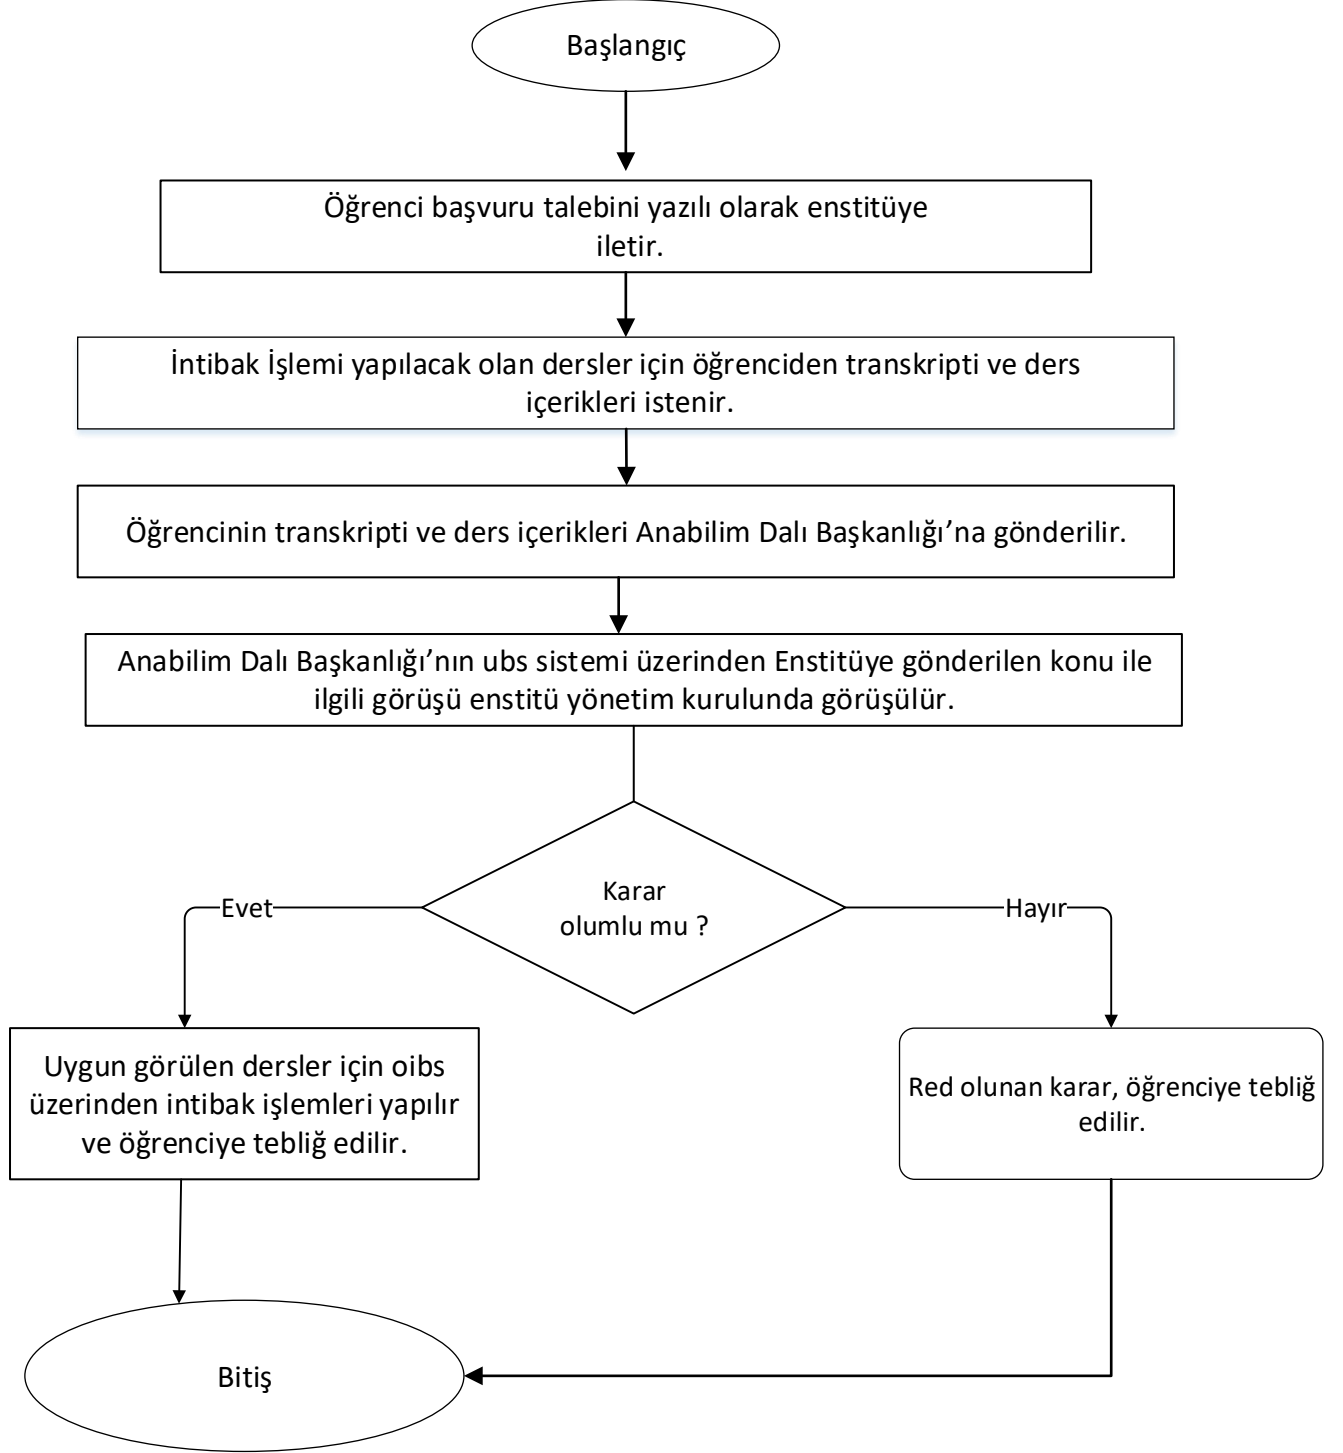 Başlangıç
Öğrenci başvuru talebini yazılı olarak enstitüye
iletir.
İntibak İşlemi yapılacak olan dersler için öğrenciden transkripti ve ders
içerikleri istenir.
Öğrencinin transkripti ve ders içerikleri Anabilim Dalı Başkanlığı’na gönderilir.
Anabilim Dalı Başkanlığı’nın ubs sistemi üzerinden Enstitüye gönderilen konu ile
ilgili görüşü enstitü yönetim kurulunda görüşülür.
Karar
olumlu mu ?
Evet
Hayır
Uygun görülen dersler için oibs
üzerinden intibak işlemleri yapılır
ve öğrenciye tebliğ edilir.
Red olunan karar, öğrenciye tebliğ
edilir.
Bitiş